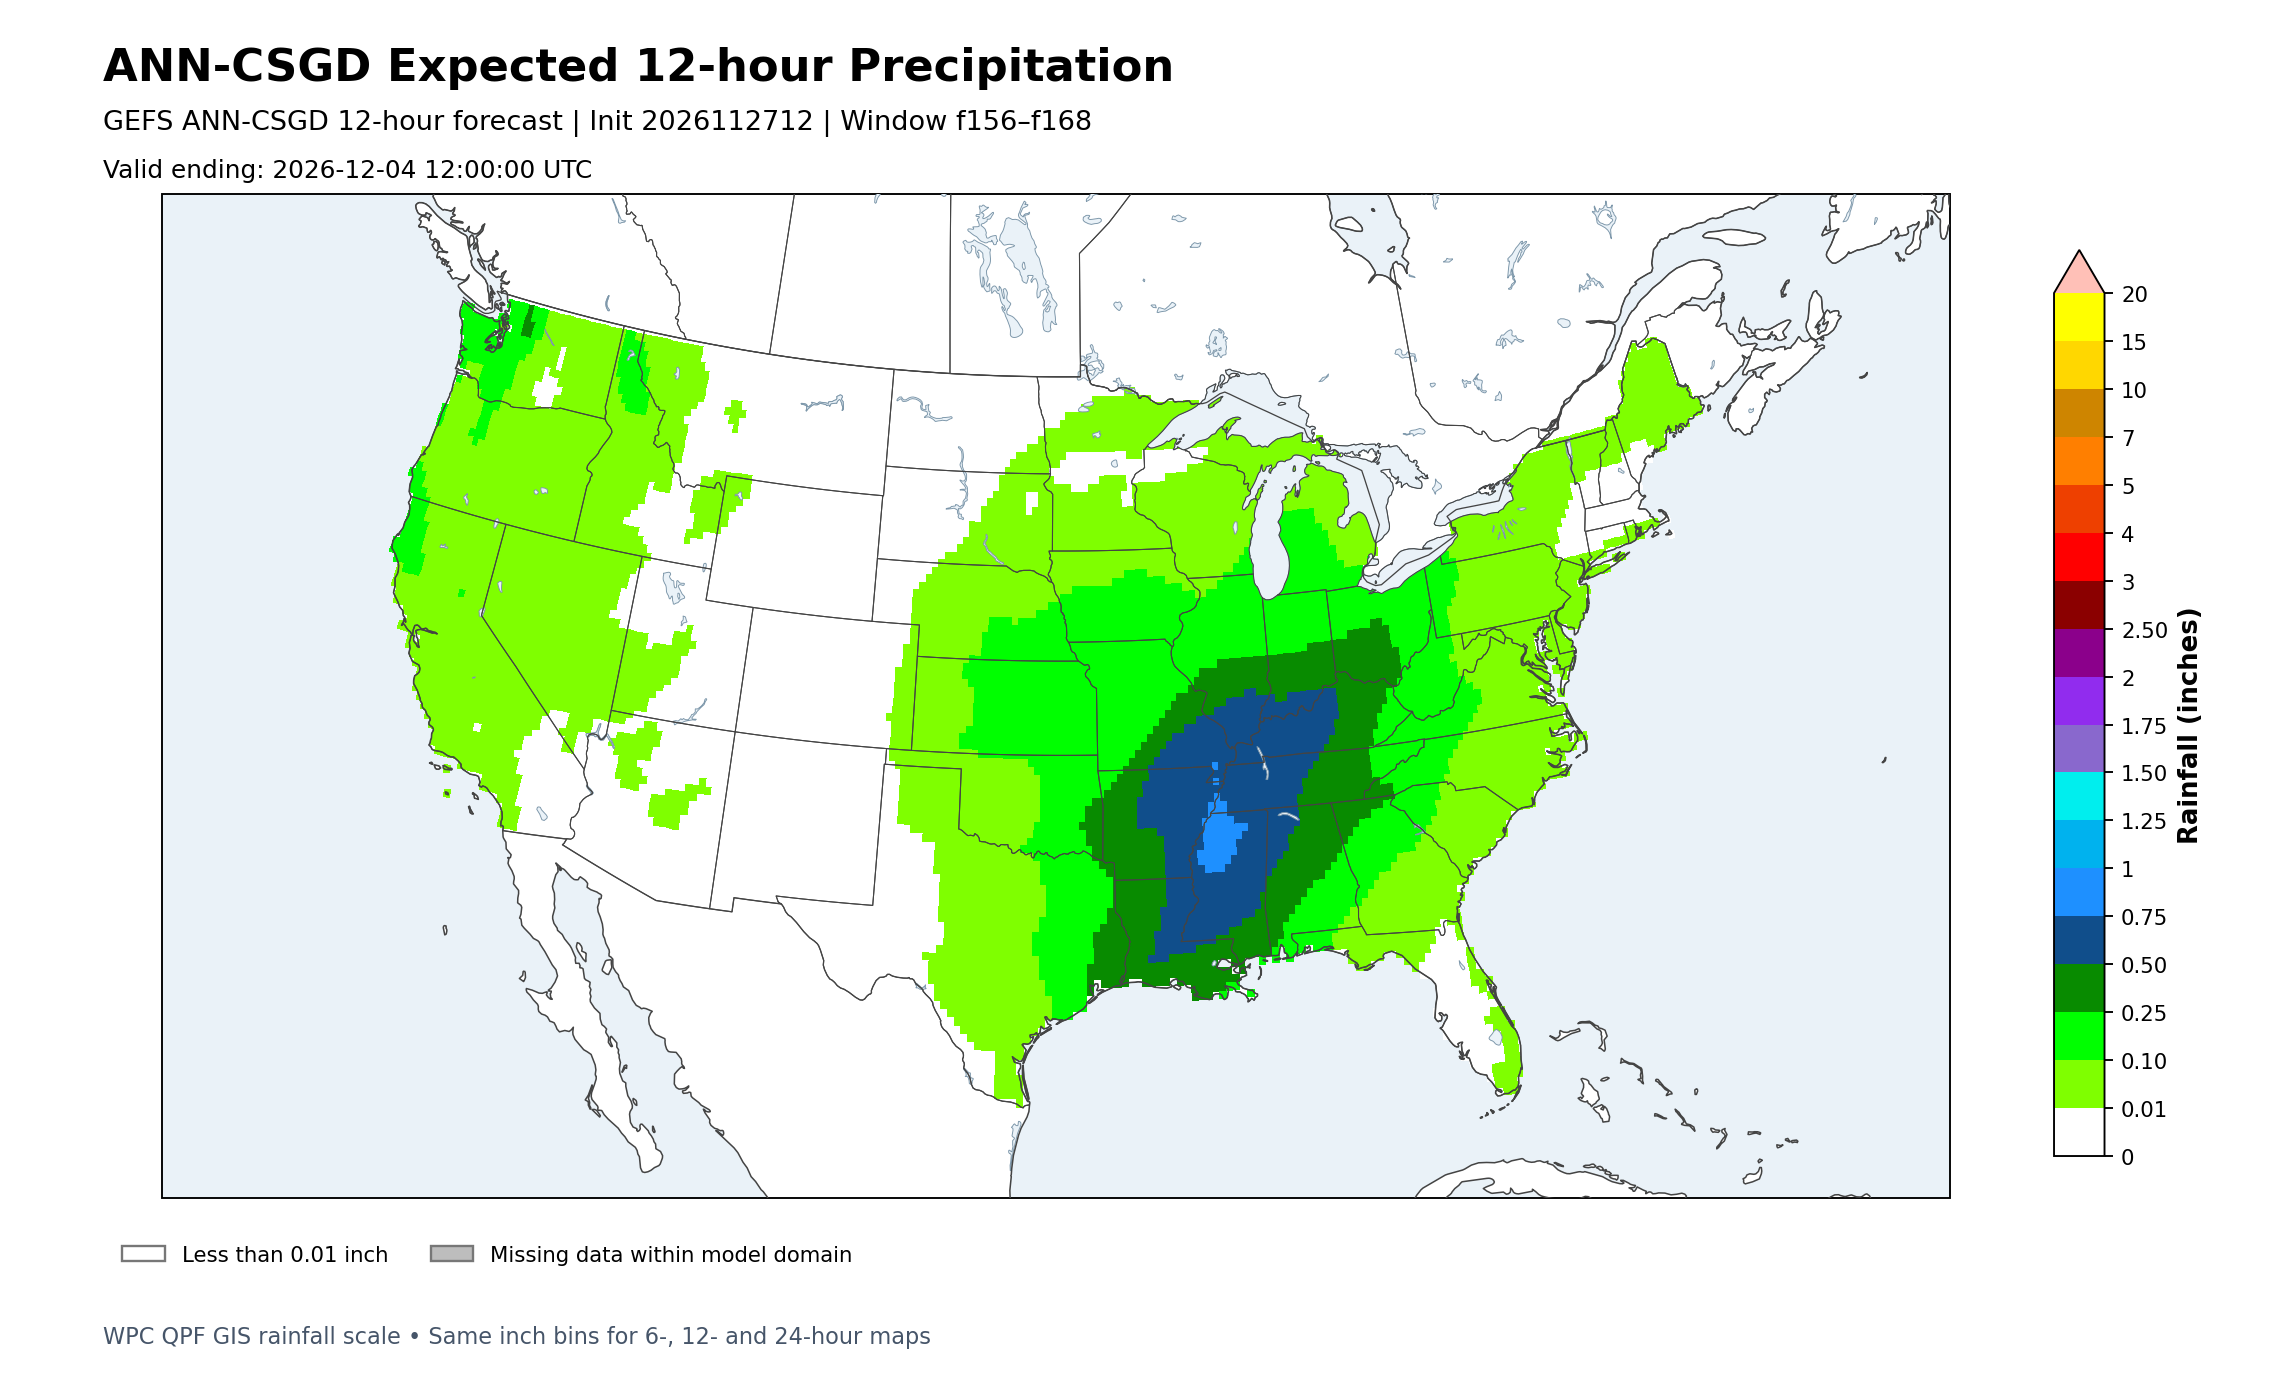 ANN-CSGD Expected 12-hour Precipitation
GEFS ANN-CSGD 12-hour forecast | Init 2026112712 | Window f156–f168
Valid ending: 2026-12-04 12:00:00 UTC
20
15
10
7
5
4
3
2.50
2
1.75
1.50
1.25
1
0.75
0.50
0.25
0.10
0.01
0
Rainfall (inches)
Less than 0.01 inch
Missing data within model domain
WPC QPF GIS rainfall scale • Same inch bins for 6-, 12- and 24-hour maps